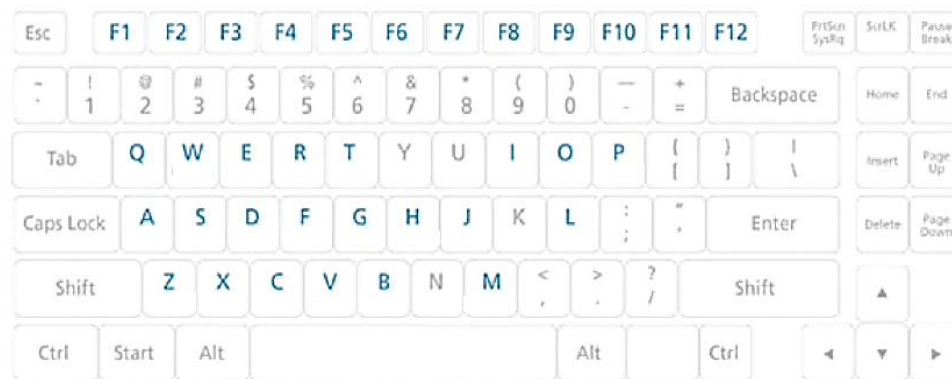 Esc F1 F2 F3 F4 F5 F6 F7 F8 F9 F10 F11 F12 PrtScn ScrLK Pause
SysRq Break
~ ! @ # $ % ^ & * ( ) — +
` 1 2 3 4 5 6 7 8 9 0 - = Backspace Home End
Tab Q W E R T Y U I O P { } | Insert Page
[ ] \ Up
Caps Lock A S D F G H J K L : " Enter Delete Page
; ' Down
Shift Z X C V B N M < > ? Shift ▲
, . /
Ctrl Start Alt Alt Ctrl ◀ ▼ ▶